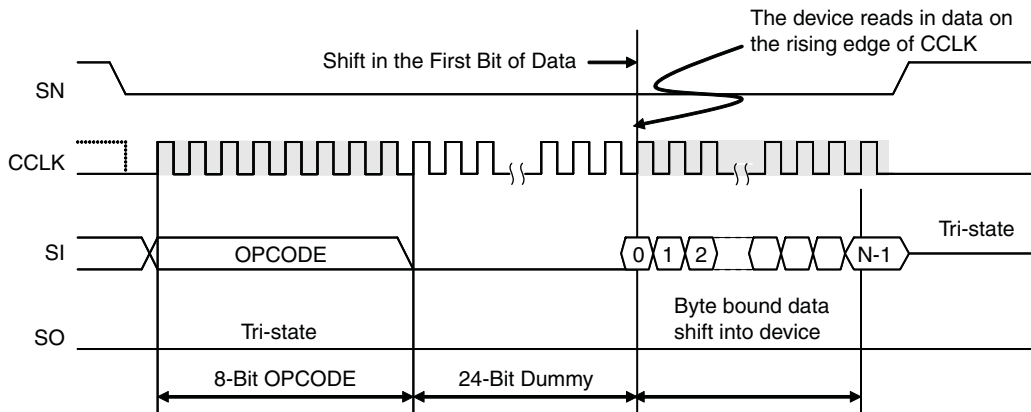 The device reads in data on
the rising edge of CCLK
Shift in the First Bit of Data
SN
CCLK
SI
OPCODE
0
1
2
N-1
Tri-state
SO
Tri-state
Byte bound data
shift into device
8-Bit OPCODE
24-Bit Dummy